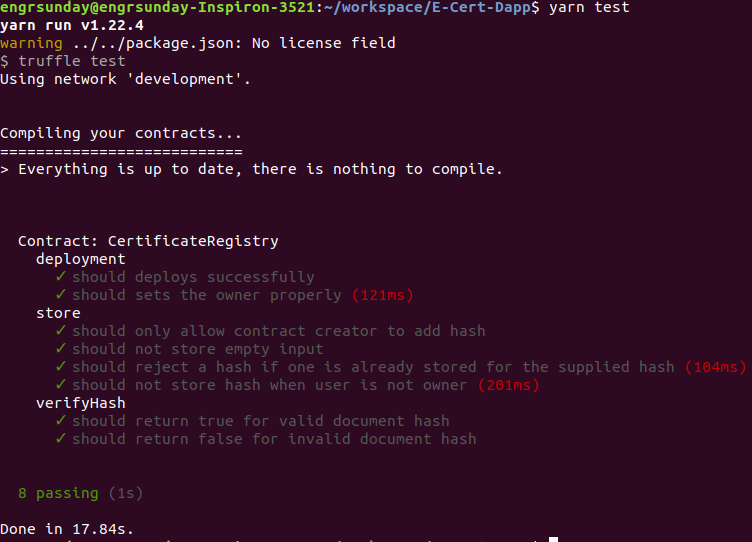 engrsunday@engrsunday-Inspiron-3521:~/workspace/E-Cert-Dapp$ yarn test
yarn run v1.22.4
warning ../../package.json: No license field
$ truffle test
Using network 'development'.
Compiling your contracts...
===========================
> Everything is up to date, there is nothing to compile.
Contract: CertificateRegistry
deployment
✓ should deploys successfully
✓ should sets the owner properly (121ms)
store
✓ should only allow contract creator to add hash
✓ should not store empty input
✓ should reject a hash if one is already stored for the supplied hash (104ms)
✓ should not store hash when user is not owner (201ms)
verifyHash
✓ should return true for valid document hash
✓ should return false for invalid document hash
8 passing (1s)
Done in 17.84s.